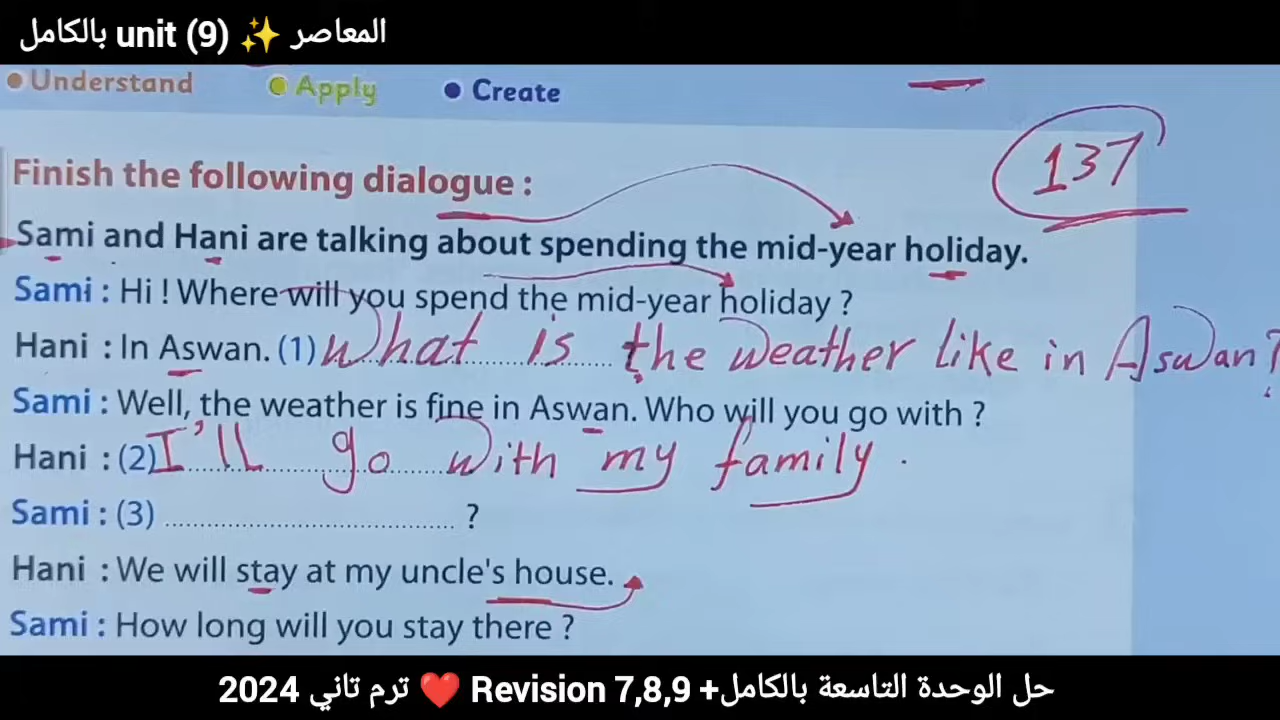 المعاصر ✨ unit (9) بالكامل
Understand Apply Create
137
Finish the following dialogue :
Sami and Hani are talking about spending the mid-year holiday.
Sami : Hi ! Where will you spend the mid-year holiday ?
Hani : In Aswan. (1) What is the weather like in Aswan?
Sami : Well, the weather is fine in Aswan. Who will you go with ?
Hani : (2) I'll go with my family .
Sami : (3) ........................................ ?
Hani : We will stay at my uncle's house.
Sami : How long will you stay there ?
حل الوحدة التاسعة بالكامل+ Revision 7,8,9 ❤️ ترم تاني 2024